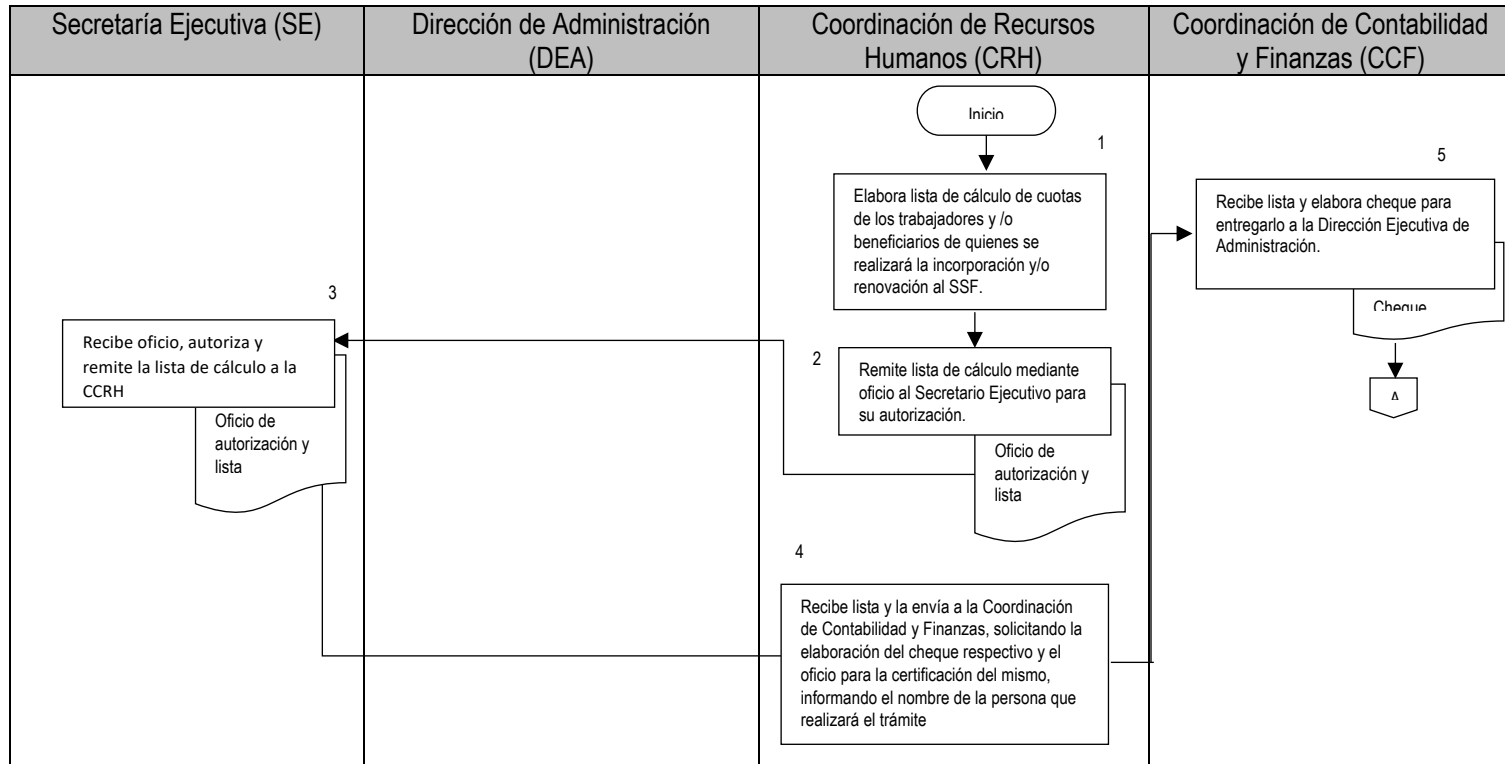 Secretaría Ejecutiva (SE)
Dirección de Administración
(DEA)
Coordinación de Recursos
Humanos (CRH)
Coordinación de Contabilidad
y Finanzas (CCF)
Inicio
1
Elabora lista de cálculo de cuotas
de los trabajadores y /o
beneficiarios de quienes se
realizará la incorporación y/o
renovación al SSF.
2
Remite lista de cálculo mediante
oficio al Secretario Ejecutivo para
su autorización.
Oficio de
autorización y
lista
3
Recibe oficio, autoriza y
remite la lista de cálculo a la
CCRH
Oficio de
autorización y
lista
4
Recibe lista y la envía a la Coordinación
de Contabilidad y Finanzas, solicitando la
elaboración del cheque respectivo y el
oficio para la certificación del mismo,
informando el nombre de la persona que
realizará el trámite
5
Recibe lista y elabora cheque para
entregarlo a la Dirección Ejecutiva de
Administración.
Cheque
A